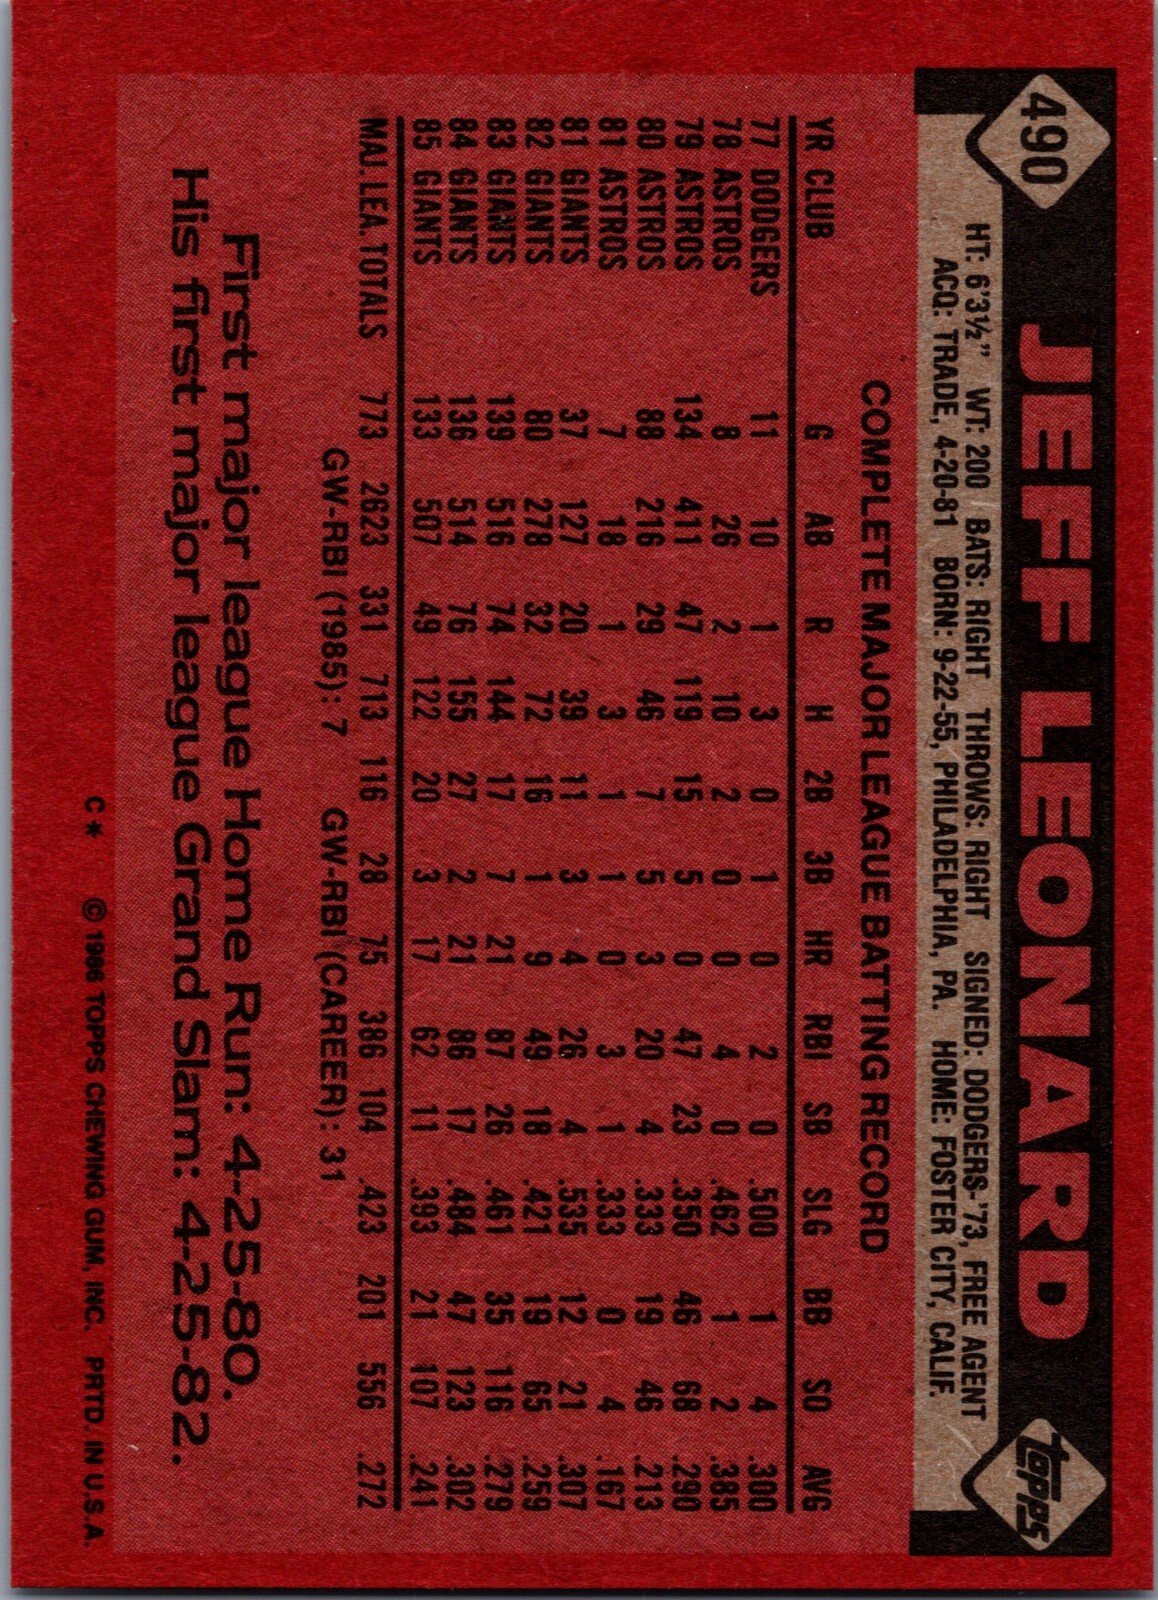 490 JEFF LEONARD topps
HT: 6'3½" WT: 200 BATS: RIGHT THROWS: RIGHT SIGNED: DODGERS-'73, FREE AGENT
ACQ: TRADE, 4-20-81 BORN: 9-22-55, PHILADELPHIA, PA. HOME: FOSTER CITY, CALIF.
COMPLETE MAJOR LEAGUE BATTING RECORD
YR CLUB G AB R H 2B 3B HR RBI SB SLG BB SO AVG
77 DODGERS 11 10 1 3 0 1 0 2 0 .500 1 4 .300
78 ASTROS 8 26 2 10 2 0 0 4 0 .462 1 2 .385
79 ASTROS 134 411 47 119 15 5 0 47 23 .350 46 68 .290
80 ASTROS 88 216 29 46 7 5 3 20 4 .333 19 46 .213
81 ASTROS 7 18 1 3 1 1 0 3 1 .333 0 4 .167
81 GIANTS 37 127 20 39 11 3 4 26 4 .535 12 21 .307
82 GIANTS 80 278 32 72 16 1 9 49 18 .421 19 65 .259
83 GIANTS 139 516 74 144 17 7 21 87 26 .461 35 116 .279
84 GIANTS 136 514 76 155 27 2 21 86 17 .484 47 123 .302
85 GIANTS 133 507 49 122 20 3 17 62 11 .393 21 107 .241
MAJ. LEA. TOTALS 773 2623 331 713 116 28 75 386 104 .423 201 556 .272
GW-RBI (1985): 7 GW-RBI (CAREER): 31
First major league Home Run: 4-25-80.
His first major league Grand Slam: 4-25-82.
C* © 1986 TOPPS CHEWING GUM, INC. PRTD. IN U.S.A.